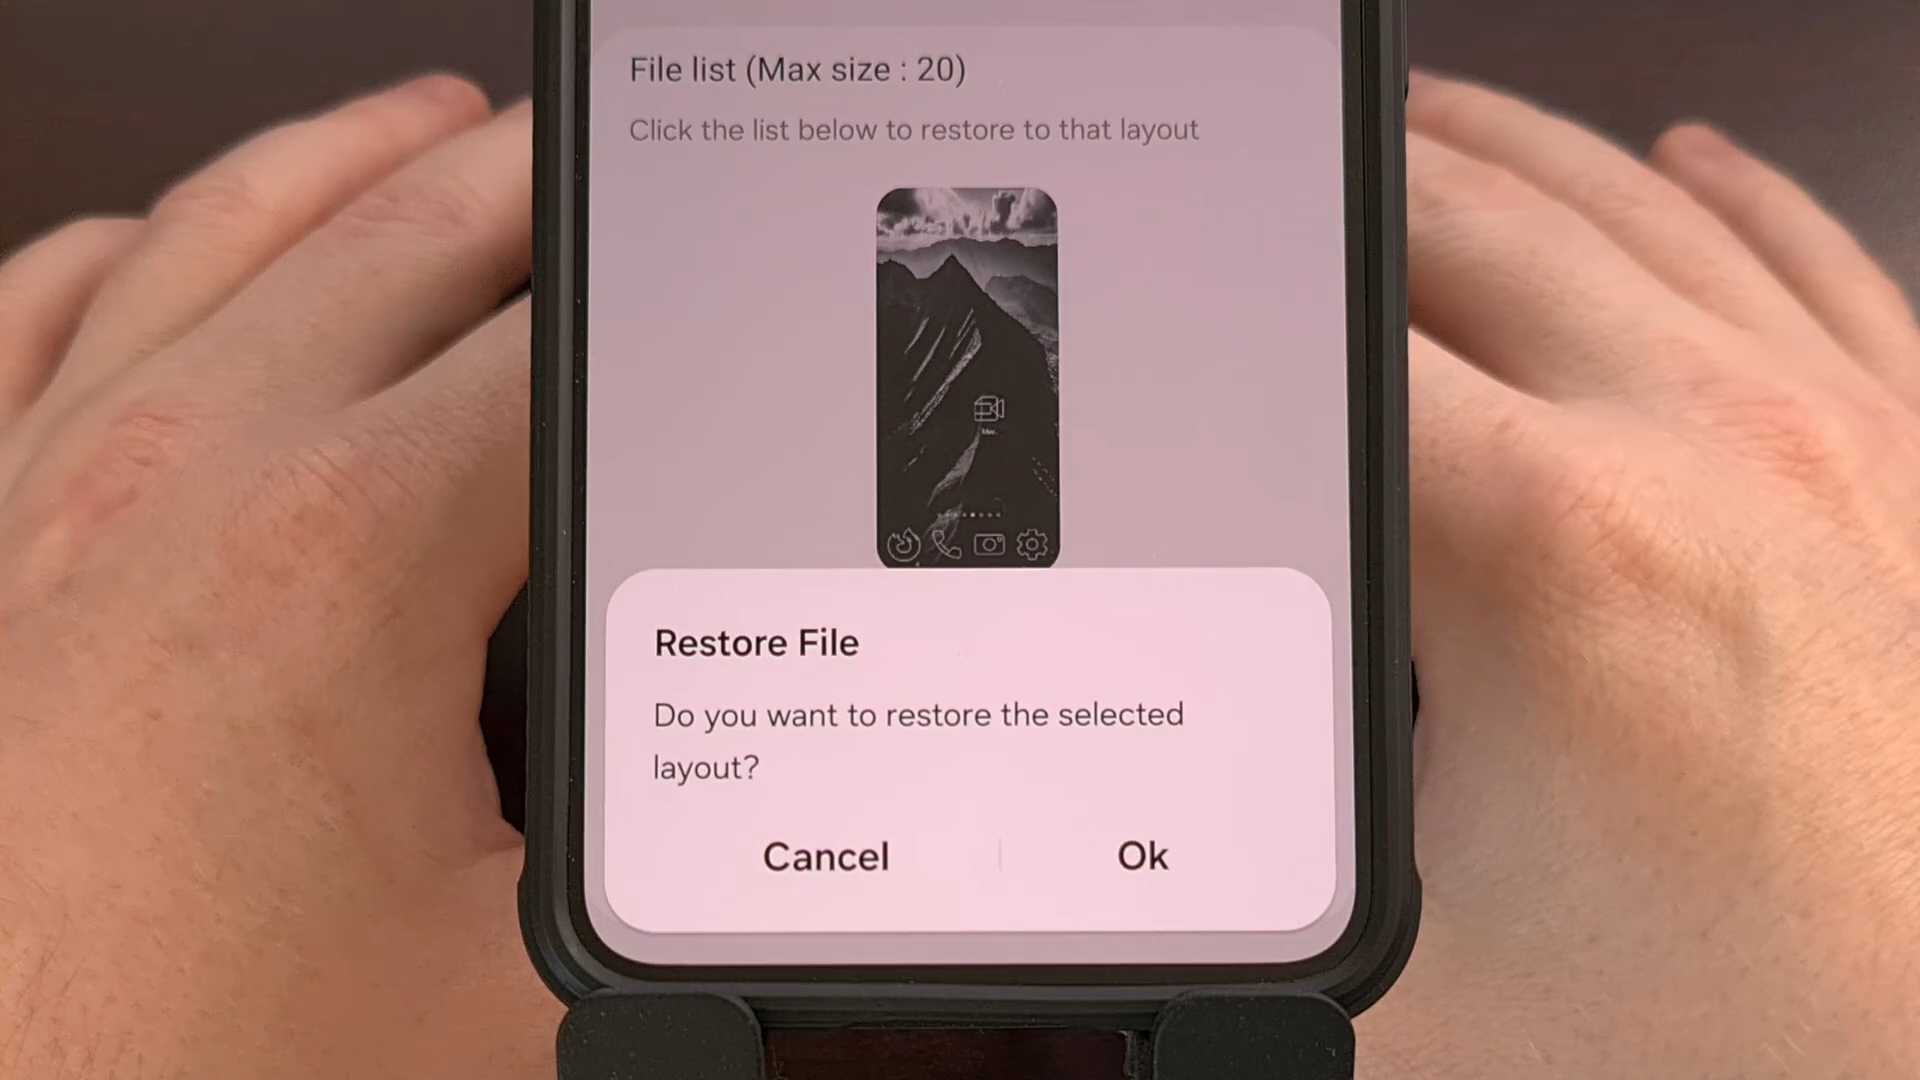 File list (Max size : 20)
Click the list below to restore to that layout
Restore File
Do you want to restore the selected
layout?
Cancel
Ok